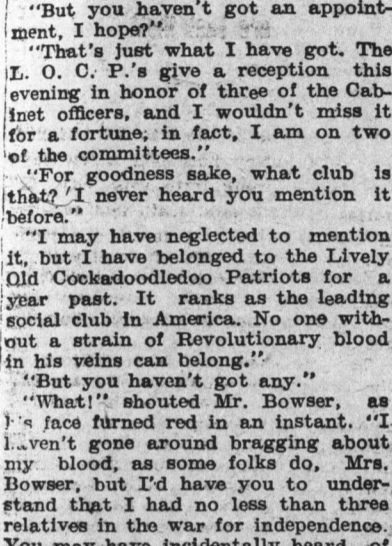 "But you haven't got an appoint-
ment, I hope?"
"That's just what I have got. The
L. O. C. P.'s give a reception this
evening in honor of three of the Cab-
inet officers, and I wouldn't miss it
for a fortune; in fact, I am on two
of the committees."
"For goodness sake, what club is
that? I never heard you mention it
before."
"I may have neglected to mention
it, but I have belonged to the Lively
Old Cockadoodledoo Patriots for a
year past. It ranks as the leading
social club in America. No one with-
out a strain of Revolutionary blood
in his veins can belong."
"But you haven't got any."
"What!" shouted Mr. Bowser, as
his face turned red in an instant. "I
haven't gone around bragging about
my blood, as some folks do, Mrs.
Bowser, but I'd have you to under-
stand that I had no less than three
relatives in the war for independence.
You may have incidentally heard of